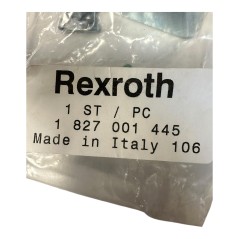 Rexroth
1 ST / PC
1 827 001 445
Made in Italy 106